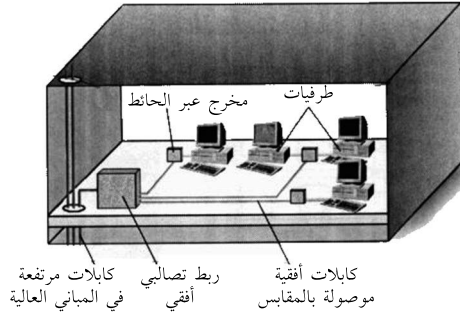 طرفيات
مخرج عبر الحائط
كابلات أفقية
موصولة بالمقابس
ربط تصالبي
أفقي
كابلات مرتفعة
في المباني العالية